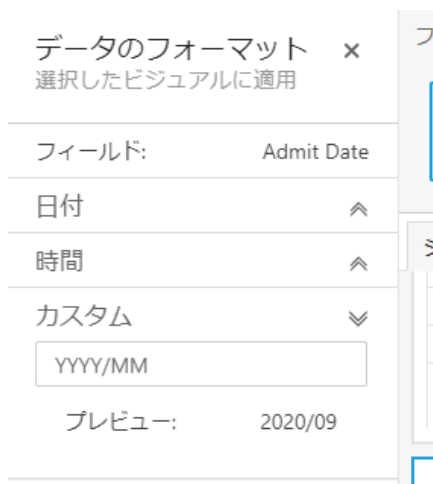 データのフォーマット ×
選択したビジュアルに適用
フィールド: Admit Date
日付
時間
カスタム
YYYY/MM
プレビュー: 2020/09